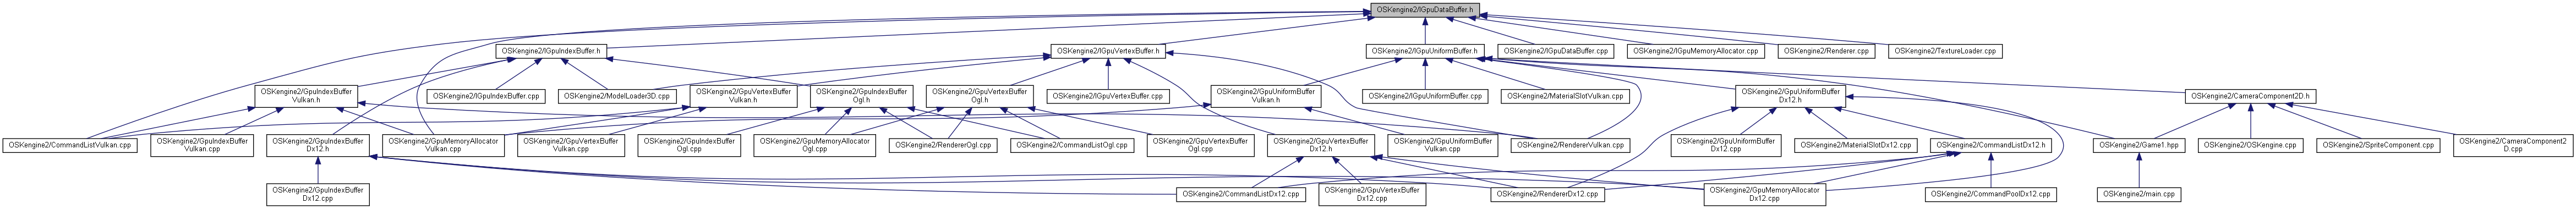 OSKengine2/IGpuDataBuffer.h
OSKengine2/IGpuIndexBuffer.h
OSKengine2/IGpuVertexBuffer.h
OSKengine2/IGpuUniformBuffer.h
OSKengine2/IGpuDataBuffer.cpp
OSKengine2/IGpuMemoryAllocator.cpp
OSKengine2/Renderer.cpp
OSKengine2/TextureLoader.cpp
OSKengine2/GpuIndexBuffer
Vulkan.h
OSKengine2/IGpuIndexBuffer.cpp
OSKengine2/ModelLoader3D.cpp
OSKengine2/GpuVertexBuffer
Vulkan.h
OSKengine2/GpuIndexBuffer
Ogl.h
OSKengine2/GpuVertexBuffer
Ogl.h
OSKengine2/IGpuVertexBuffer.cpp
OSKengine2/GpuUniformBuffer
Vulkan.h
OSKengine2/IGpuUniformBuffer.cpp
OSKengine2/MaterialSlotVulkan.cpp
OSKengine2/GpuUniformBuffer
Dx12.h
OSKengine2/CameraComponent2D.h
OSKengine2/CommandListVulkan.cpp
OSKengine2/GpuIndexBuffer
Vulkan.cpp
OSKengine2/GpuIndexBuffer
Dx12.h
OSKengine2/GpuMemoryAllocator
Vulkan.cpp
OSKengine2/GpuVertexBuffer
Vulkan.cpp
OSKengine2/GpuIndexBuffer
Ogl.cpp
OSKengine2/GpuMemoryAllocator
Ogl.cpp
OSKengine2/RendererOgl.cpp
OSKengine2/CommandListOgl.cpp
OSKengine2/GpuVertexBuffer
Ogl.cpp
OSKengine2/GpuVertexBuffer
Dx12.h
OSKengine2/GpuUniformBuffer
Vulkan.cpp
OSKengine2/RendererVulkan.cpp
OSKengine2/GpuUniformBuffer
Dx12.cpp
OSKengine2/MaterialSlotDx12.cpp
OSKengine2/CommandListDx12.h
OSKengine2/Game1.hpp
OSKengine2/OSKengine.cpp
OSKengine2/SpriteComponent.cpp
OSKengine2/CameraComponent2
D.cpp
OSKengine2/GpuIndexBuffer
Dx12.cpp
OSKengine2/CommandListDx12.cpp
OSKengine2/GpuVertexBuffer
Dx12.cpp
OSKengine2/RendererDx12.cpp
OSKengine2/GpuMemoryAllocator
Dx12.cpp
OSKengine2/CommandPoolDx12.cpp
OSKengine2/main.cpp